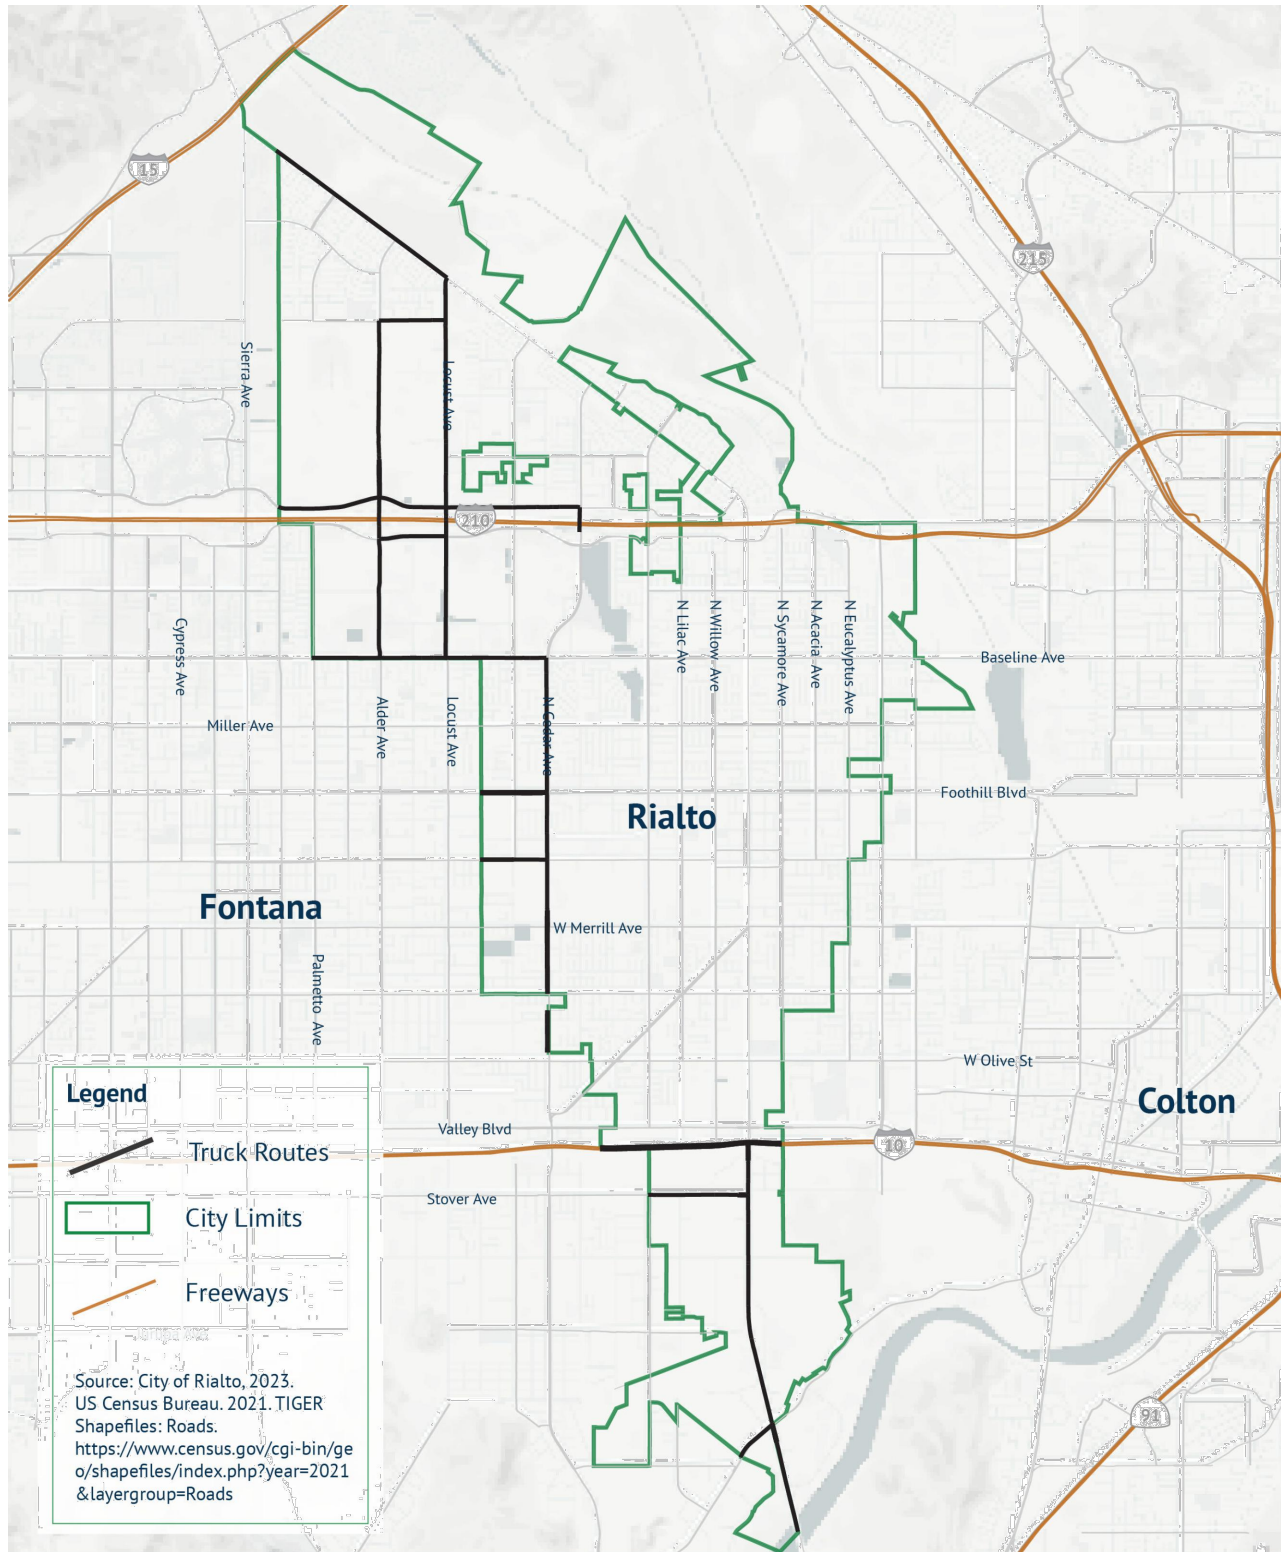 15
215
Sierra Ave
Locust Ave
210
Cypress Ave
N Lilac Ave
N Willow Ave
N Sycamore Ave
N Acacia Ave
N Eucalyptus Ave
Baseline Ave
Miller Ave
Alder Ave
Locust Ave
N Cedar Ave
Foothill Blvd
Rialto
Fontana
W Merrill Ave
Palmetto Ave
W Olive St
Colton
Valley Blvd
10
Stover Ave
91
Legend
Truck Routes
City Limits
Freeways
Source: City of Rialto, 2023.
US Census Bureau. 2021. TIGER
Shapefiles: Roads.
https://www.census.gov/cgi-bin/ge
o/shapefiles/index.php?year=2021
&layergroup=Roads